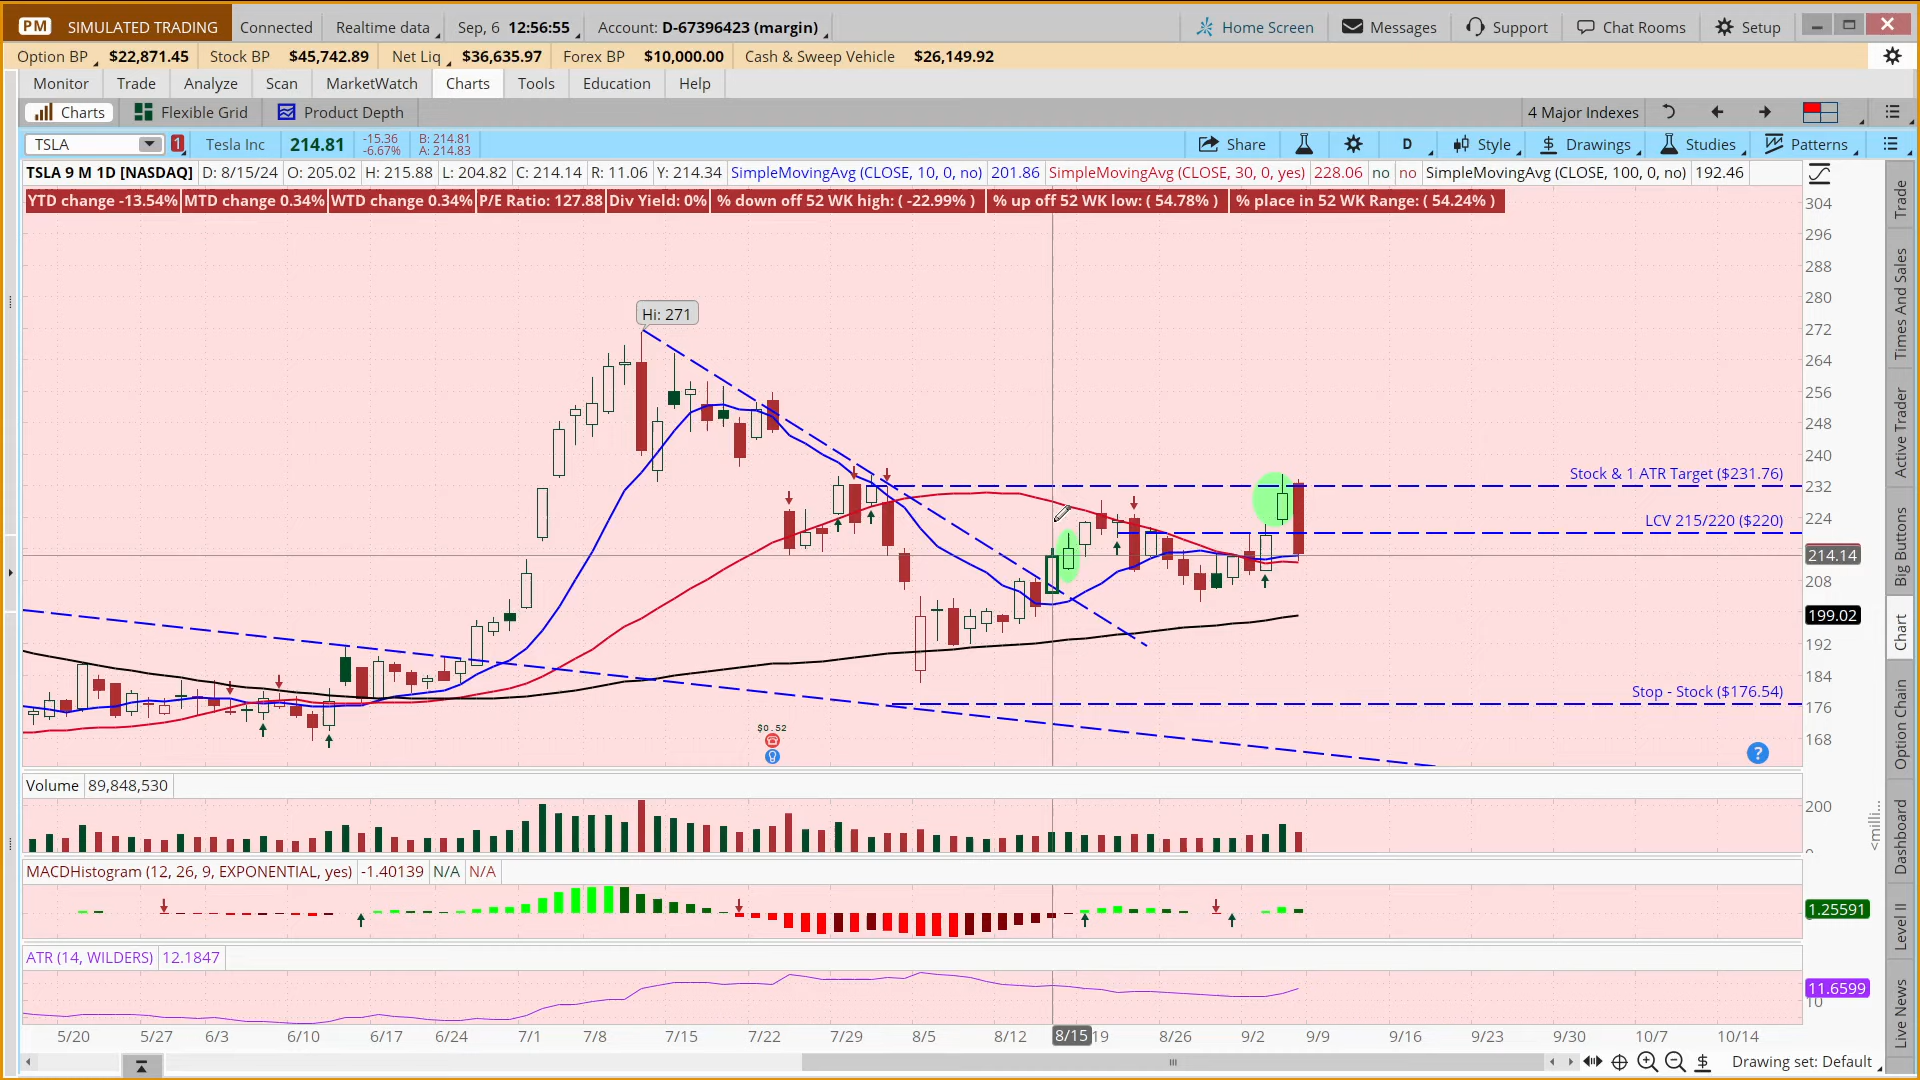 PM SIMULATED TRADING Connected Realtime data Sep, 6 12:56:55 Account: D-67396423 (margin) Home Screen Messages Support Chat Rooms Setup
Option BP $22,871.45 Stock BP $45,742.89 Net Liq $36,635.97 Forex BP $10,000.00 Cash & Sweep Vehicle $26,149.92
Monitor Trade Analyze Scan MarketWatch Charts Tools Education Help
Charts Flexible Grid Product Depth 4 Major Indexes
TSLA 1 Tesla Inc 214.81 -15.36 -6.67% B: 214.81 A: 214.83 Share D Style Drawings Studies Patterns
TSLA 9 M 1D [NASDAQ] D: 8/15/24 O: 205.02 H: 215.88 L: 204.82 C: 214.14 R: 11.06 Y: 214.34 SimpleMovingAvg (CLOSE, 10, 0, no) 201.86 SimpleMovingAvg (CLOSE, 30, 0, yes) 228.06 no no SimpleMovingAvg (CLOSE, 100, 0, no) 192.46
YTD change -13.54% MTD change 0.34% WTD change 0.34% P/E Ratio: 127.88 Div Yield: 0% % down off 52 WK high: ( -22.99% ) % up off 52 WK low: ( 54.78% ) % place in 52 WK Range: ( 54.24% )
304
296
288
280
Hi: 271
272
264
256
248
240
Stock & 1 ATR Target ($231.76)
232
LCV 215/220 ($220)
224
214.14
208
199.02
192
184
Stop - Stock ($176.54)
176
$0.52
168
?
Volume 89,848,530
200
0
<milli...
MACDHistogram (12, 26, 9, EXPONENTIAL, yes) -1.40139 N/A N/A
1.25591
ATR (14, WILDERS) 12.1847
11.6599
10
5/20 5/27 6/3 6/10 6/17 6/24 7/1 7/8 7/15 7/22 7/29 8/5 8/12 8/15 19 8/26 9/2 9/9 9/16 9/23 9/30 10/7 10/14
Drawing set: Default
Trade
Times And Sales
Active Trader
Big Buttons
Chart
Option Chain
Dashboard
Level II
Live News